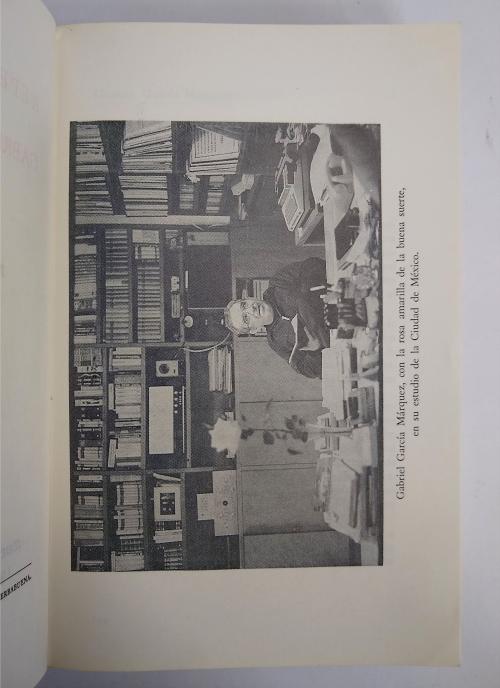 Gabriel García Márquez, con la rosa amarilla de la buena suerte,
en su estudio de la Ciudad de México.